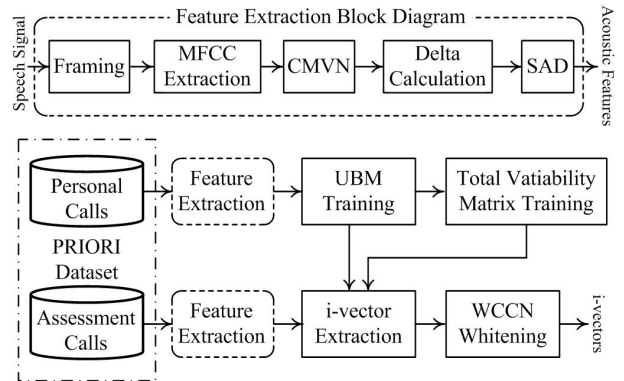 Feature Extraction Block Diagram
Speech Signal
Framing
MFCC
Extraction
CMVN
Delta
Calculation
SAD
Acoustic
Features
Personal
Calls
Feature
Extraction
UBM
Training
Total Vatiability
Matrix Training
PRIORI
Dataset
Assessment
Calls
Feature
Extraction
i-vector
Extraction
WCCN
Whitening
i-vectors